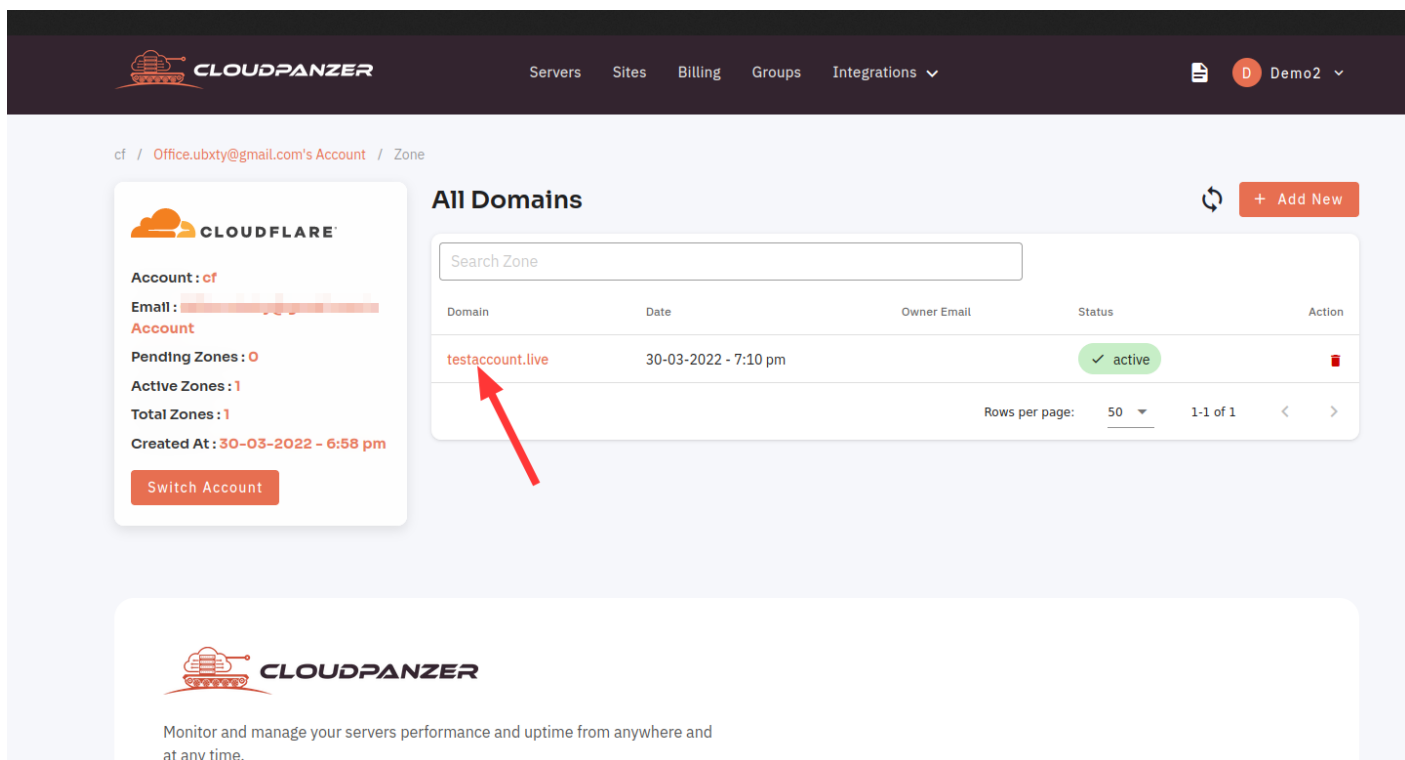 CLOUDPANZER
Servers Sites Billing Groups Integrations
D Demo2
cf / Office.ubxty@gmail.com's Account / Zone
CLOUDFLARE
Account : cf
Email :
Account
Pending Zones : 0
Active Zones : 1
Total Zones : 1
Created At : 30-03-2022 - 6:58 pm
Switch Account
All Domains
+ Add New
Search Zone
Domain Date Owner Email Status Action
testaccount.live 30-03-2022 - 7:10 pm active
Rows per page: 50 1-1 of 1
CLOUDPANZER
Monitor and manage your servers performance and uptime from anywhere and
at any time.